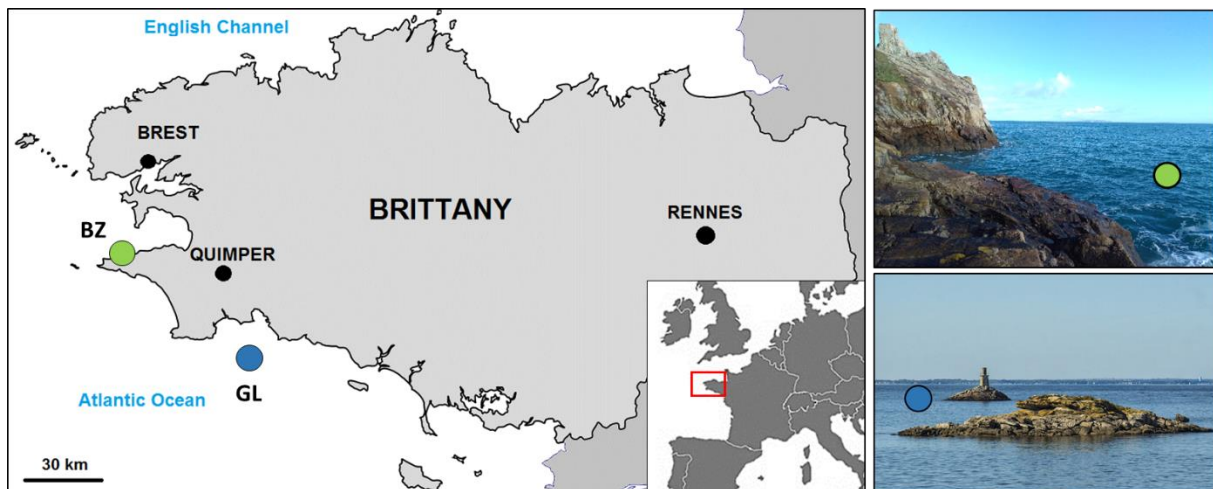 English Channel
BREST
BRITTANY
RENNES
BZ
QUIMPER
GL
Atlantic Ocean
30 km